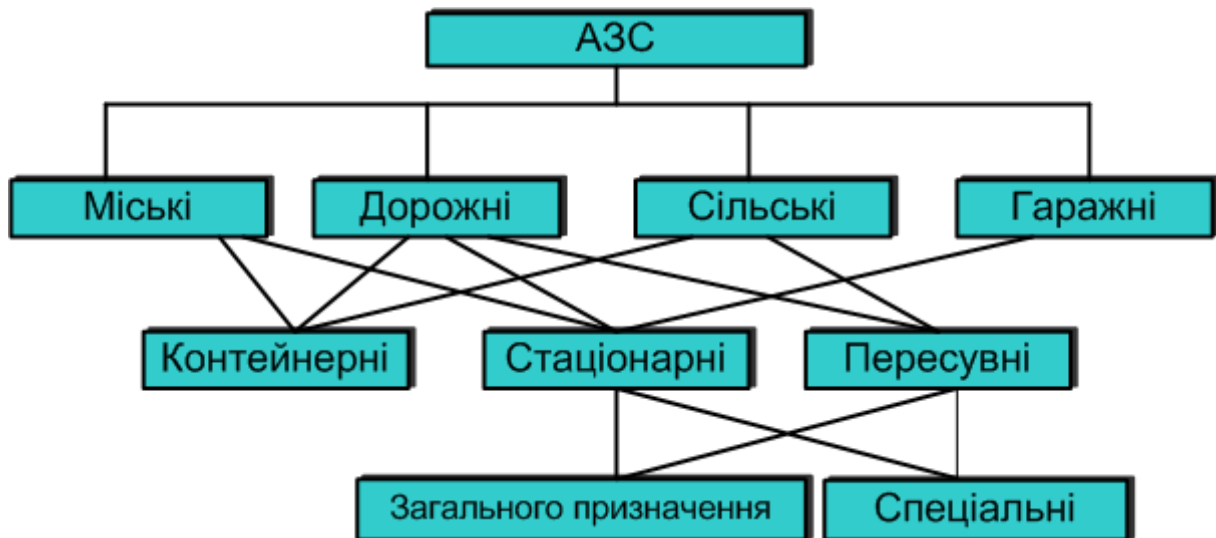 АЗС
Міські
Дорожні
Сільські
Гаражні
Контейнерні
Стаціонарні
Пересувні
Загального призначення
Спеціальні